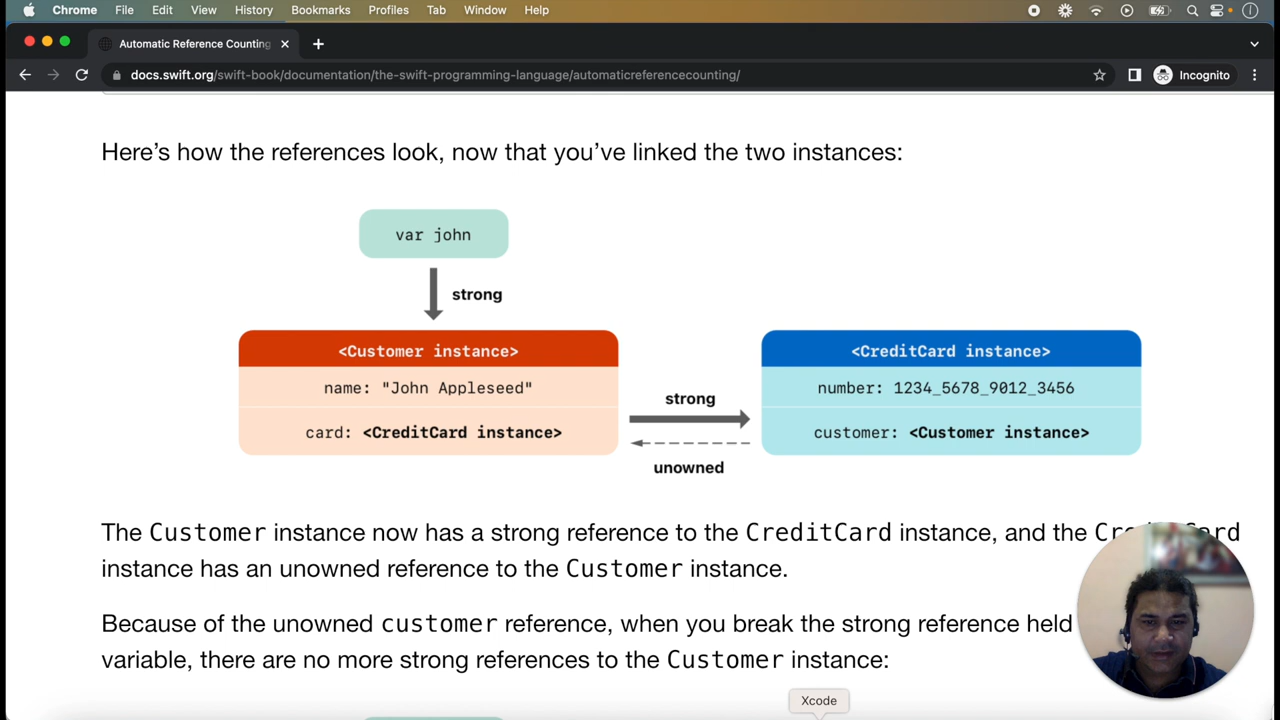 Chrome File Edit View History Bookmarks Profiles Tab Window Help
Automatic Reference Counting
docs.swift.org/swift-book/documentation/the-swift-programming-language/automaticreferencecounting/
Incognito
Here’s how the references look, now that you’ve linked the two instances:
var john
strong
<Customer instance>
name: "John Appleseed"
card: <CreditCard instance>
strong
unowned
<CreditCard instance>
number: 1234_5678_9012_3456
customer: <Customer instance>
The Customer instance now has a strong reference to the CreditCard instance, and the
instance has an unowned reference to the Customer instance.
Because of the unowned customer reference, when you break the strong reference held
variable, there are no more strong references to the Customer instance:
Xcode